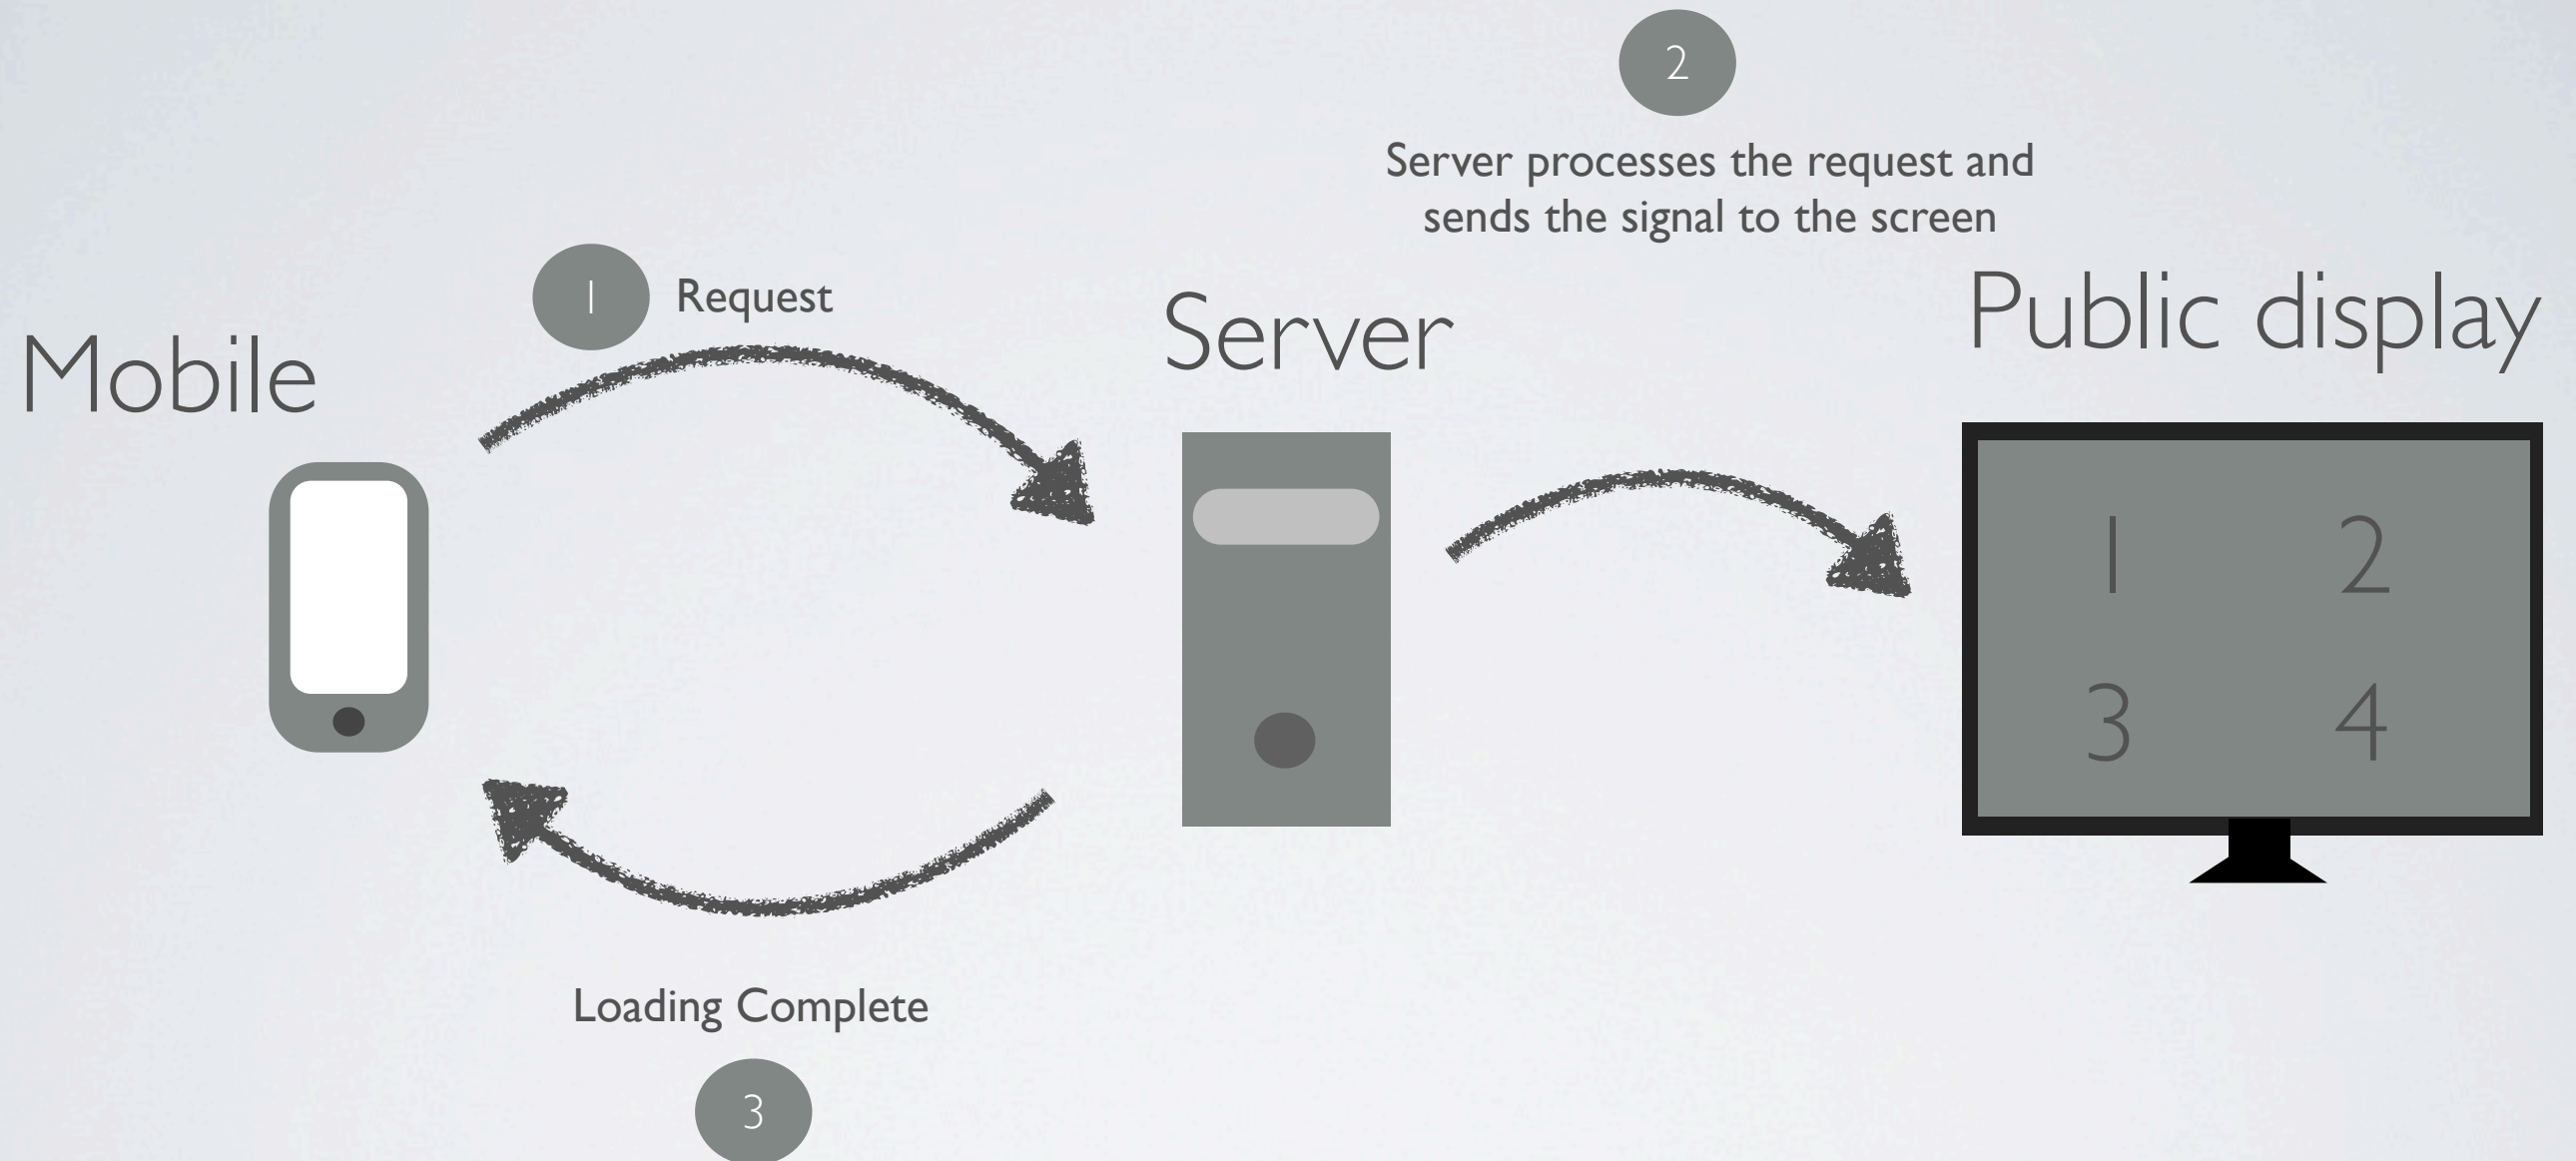 2
Server processes the request and
sends the signal to the screen
1 Request
Mobile
Server
Public display
1 2
3 4
Loading Complete
3